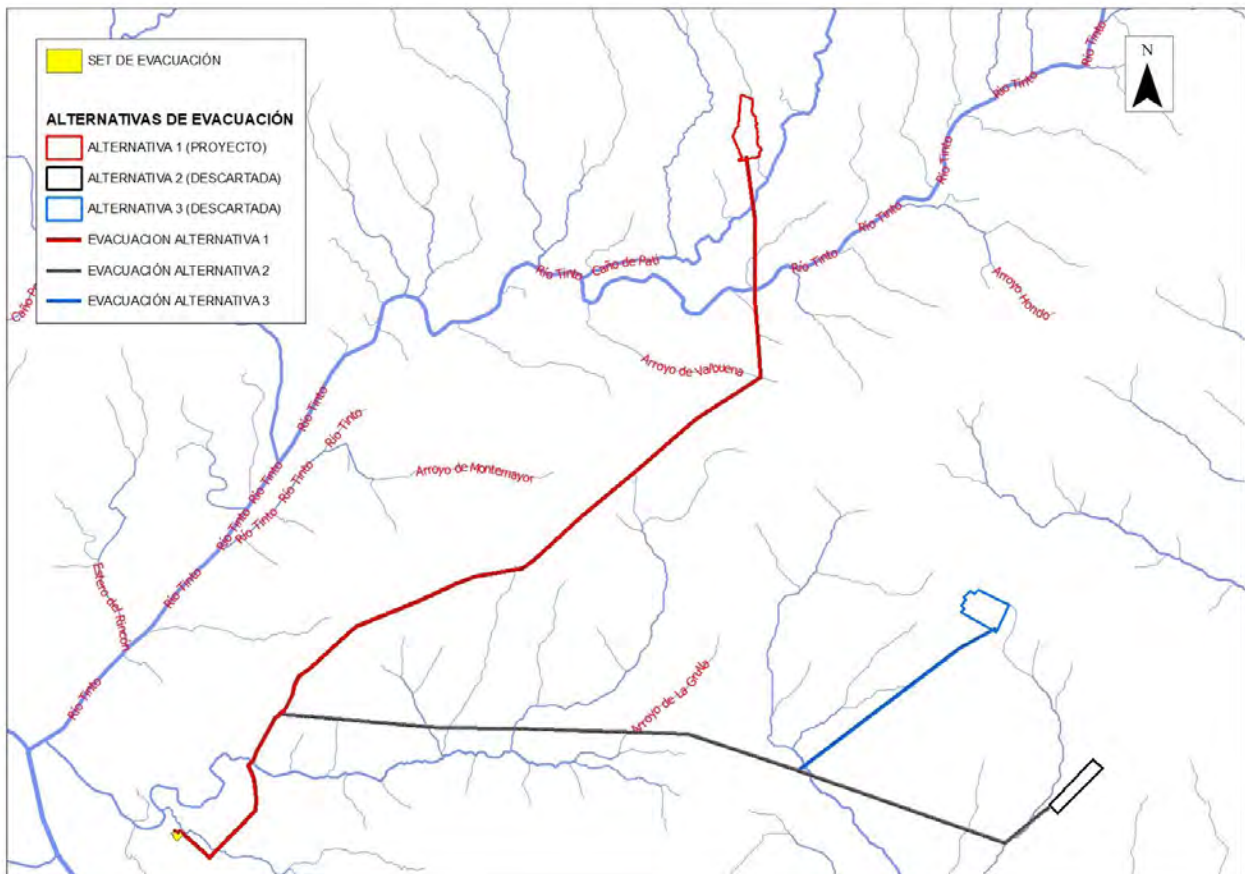 SET DE EVACUACIÓN
ALTERNATIVAS DE EVACUACIÓN
ALTERNATIVA 1 (PROYECTO)
ALTERNATIVA 2 (DESCARTADA)
ALTERNATIVA 3 (DESCARTADA)
EVACUACION ALTERNATIVA 1
EVACUACIÓN ALTERNATIVA 2
EVACUACIÓN ALTERNATIVA 3
N
Río Tinto
Río Tinto
Río Tinto
Río Tinto
Río Tinto
Río Tinto
Caño de Pati
Arroyo Hondo
Arroyo de Valbuena
Río Tinto
Río Tinto
Río Tinto
Río Tinto
Arroyo de Montemayor
Río Tinto
Río Tinto
Río Tinto
Estero del Rincón
Río Tinto
Arroyo de La Grulla